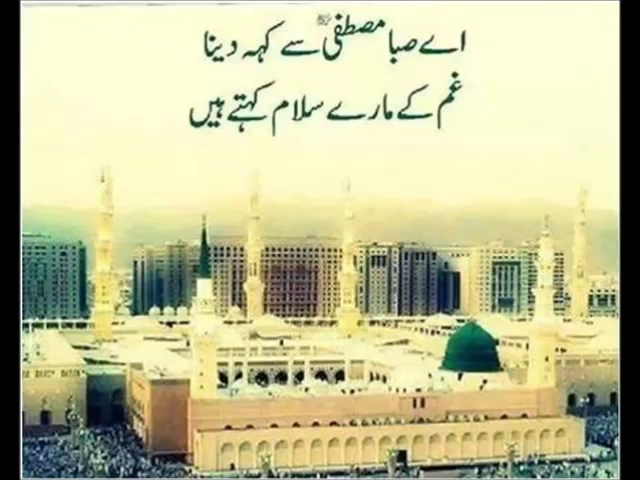 اے صبا مصطفیٰ ﷺ سے کہہ دینا
غم کے مارے سلام کہتے ہیں